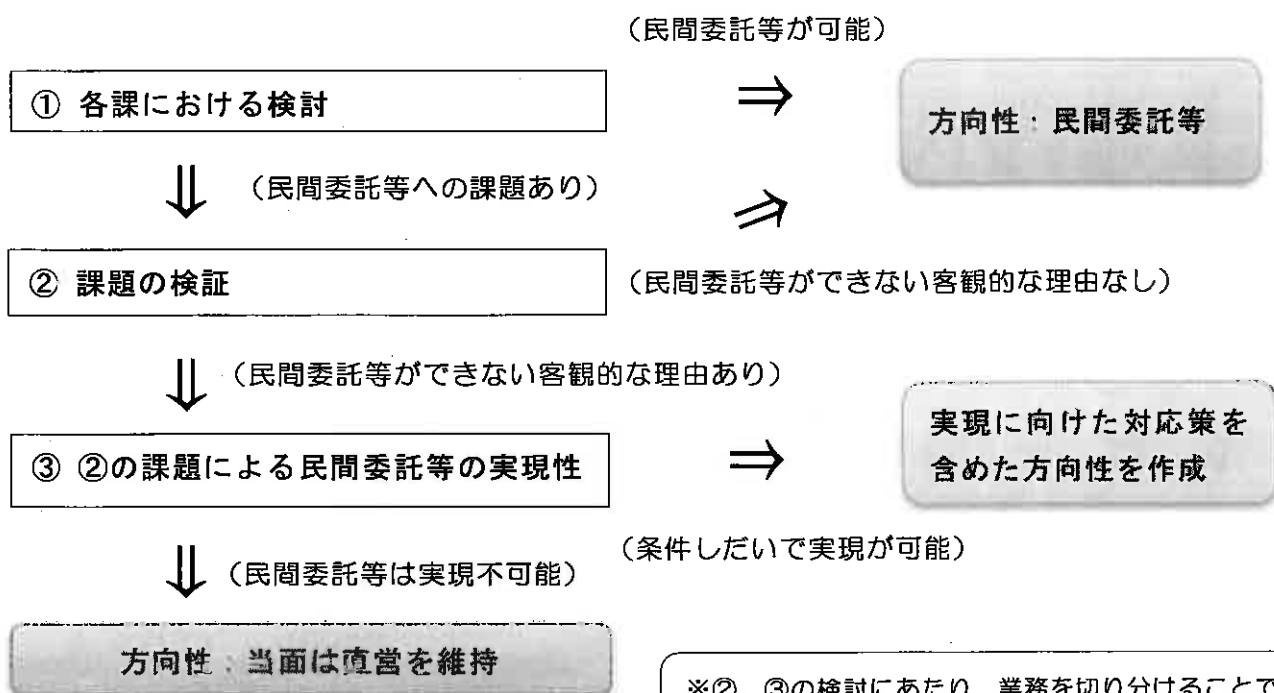 （民間委託等が可能）
① 各課における検討
⇒
方向性：民間委託等
⇓ （民間委託等への課題あり）
⇒
② 課題の検証
（民間委託等ができない客観的な理由なし）
⇓ （民間委託等ができない客観的な理由あり）
③ ②の課題による民間委託等の実現性
⇒
実現に向けた対応策を
含めた方向性を作成
（条件しだいで実現が可能）
⇓ （民間委託等は実現不可能）
方向性：当面は直営を維持
※②、③の検討にあたり、業務を切り分けることで